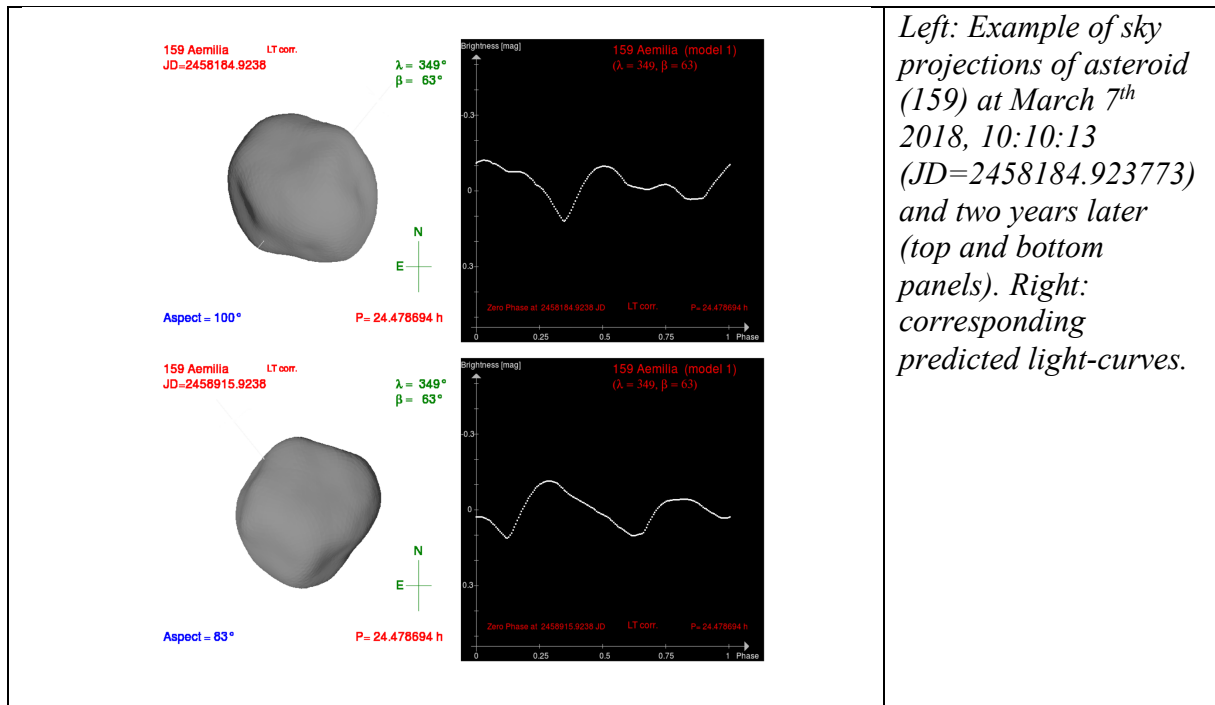 159 Aemilia LT corr.
JD=2458184.9238
λ = 349°
β = 63°
N
E
Aspect = 100°
P= 24.478694 h
Brightness [mag]
159 Aemilia (model 1)
(λ = 349, β = 63)
-0.3
0
0.3
Zero Phase at 2458184.9238 JD LT corr. P= 24.478694 h
0 0.25 0.5 0.75 1 Phase
159 Aemilia LT corr.
JD=2458915.9238
λ = 349°
β = 63°
N
E
Aspect = 83°
P= 24.478694 h
Brightness [mag]
159 Aemilia (model 1)
(λ = 349, β = 63)
-0.3
0
0.3
Zero Phase at 2458915.9238 JD LT corr. P= 24.478694 h
0 0.25 0.5 0.75 1 Phase
Left: Example of sky
projections of asteroid
(159) at March 7th
2018, 10:10:13
(JD=2458184.923773)
and two years later
(top and bottom
panels). Right:
corresponding
predicted light-curves.